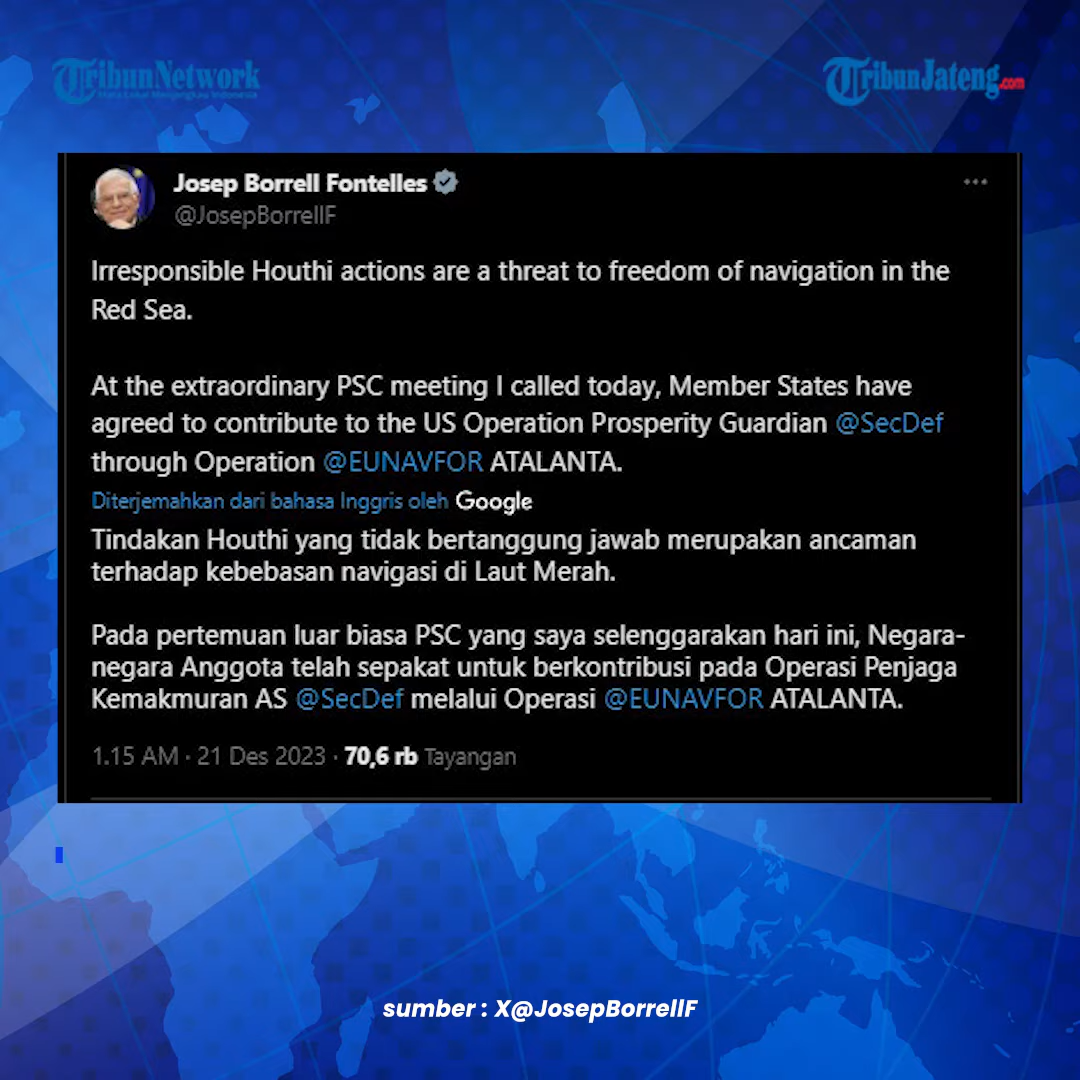 TribunNetwork
Mata Lokal Menjangkau Indonesia
TribunJateng.com
Josep Borrell Fontelles
@JosepBorrellF
Irresponsible Houthi actions are a threat to freedom of navigation in the
Red Sea.
At the extraordinary PSC meeting I called today, Member States have
agreed to contribute to the US Operation Prosperity Guardian @SecDef
through Operation @EUNAVFOR ATALANTA.
Diterjemahkan dari bahasa Inggris oleh Google
Tindakan Houthi yang tidak bertanggung jawab merupakan ancaman
terhadap kebebasan navigasi di Laut Merah.
Pada pertemuan luar biasa PSC yang saya selenggarakan hari ini, Negara-
negara Anggota telah sepakat untuk berkontribusi pada Operasi Penjaga
Kemakmuran AS @SecDef melalui Operasi @EUNAVFOR ATALANTA.
1.15 AM · 21 Des 2023 · 70,6 rb Tayangan
sumber : X@JosepBorrellF